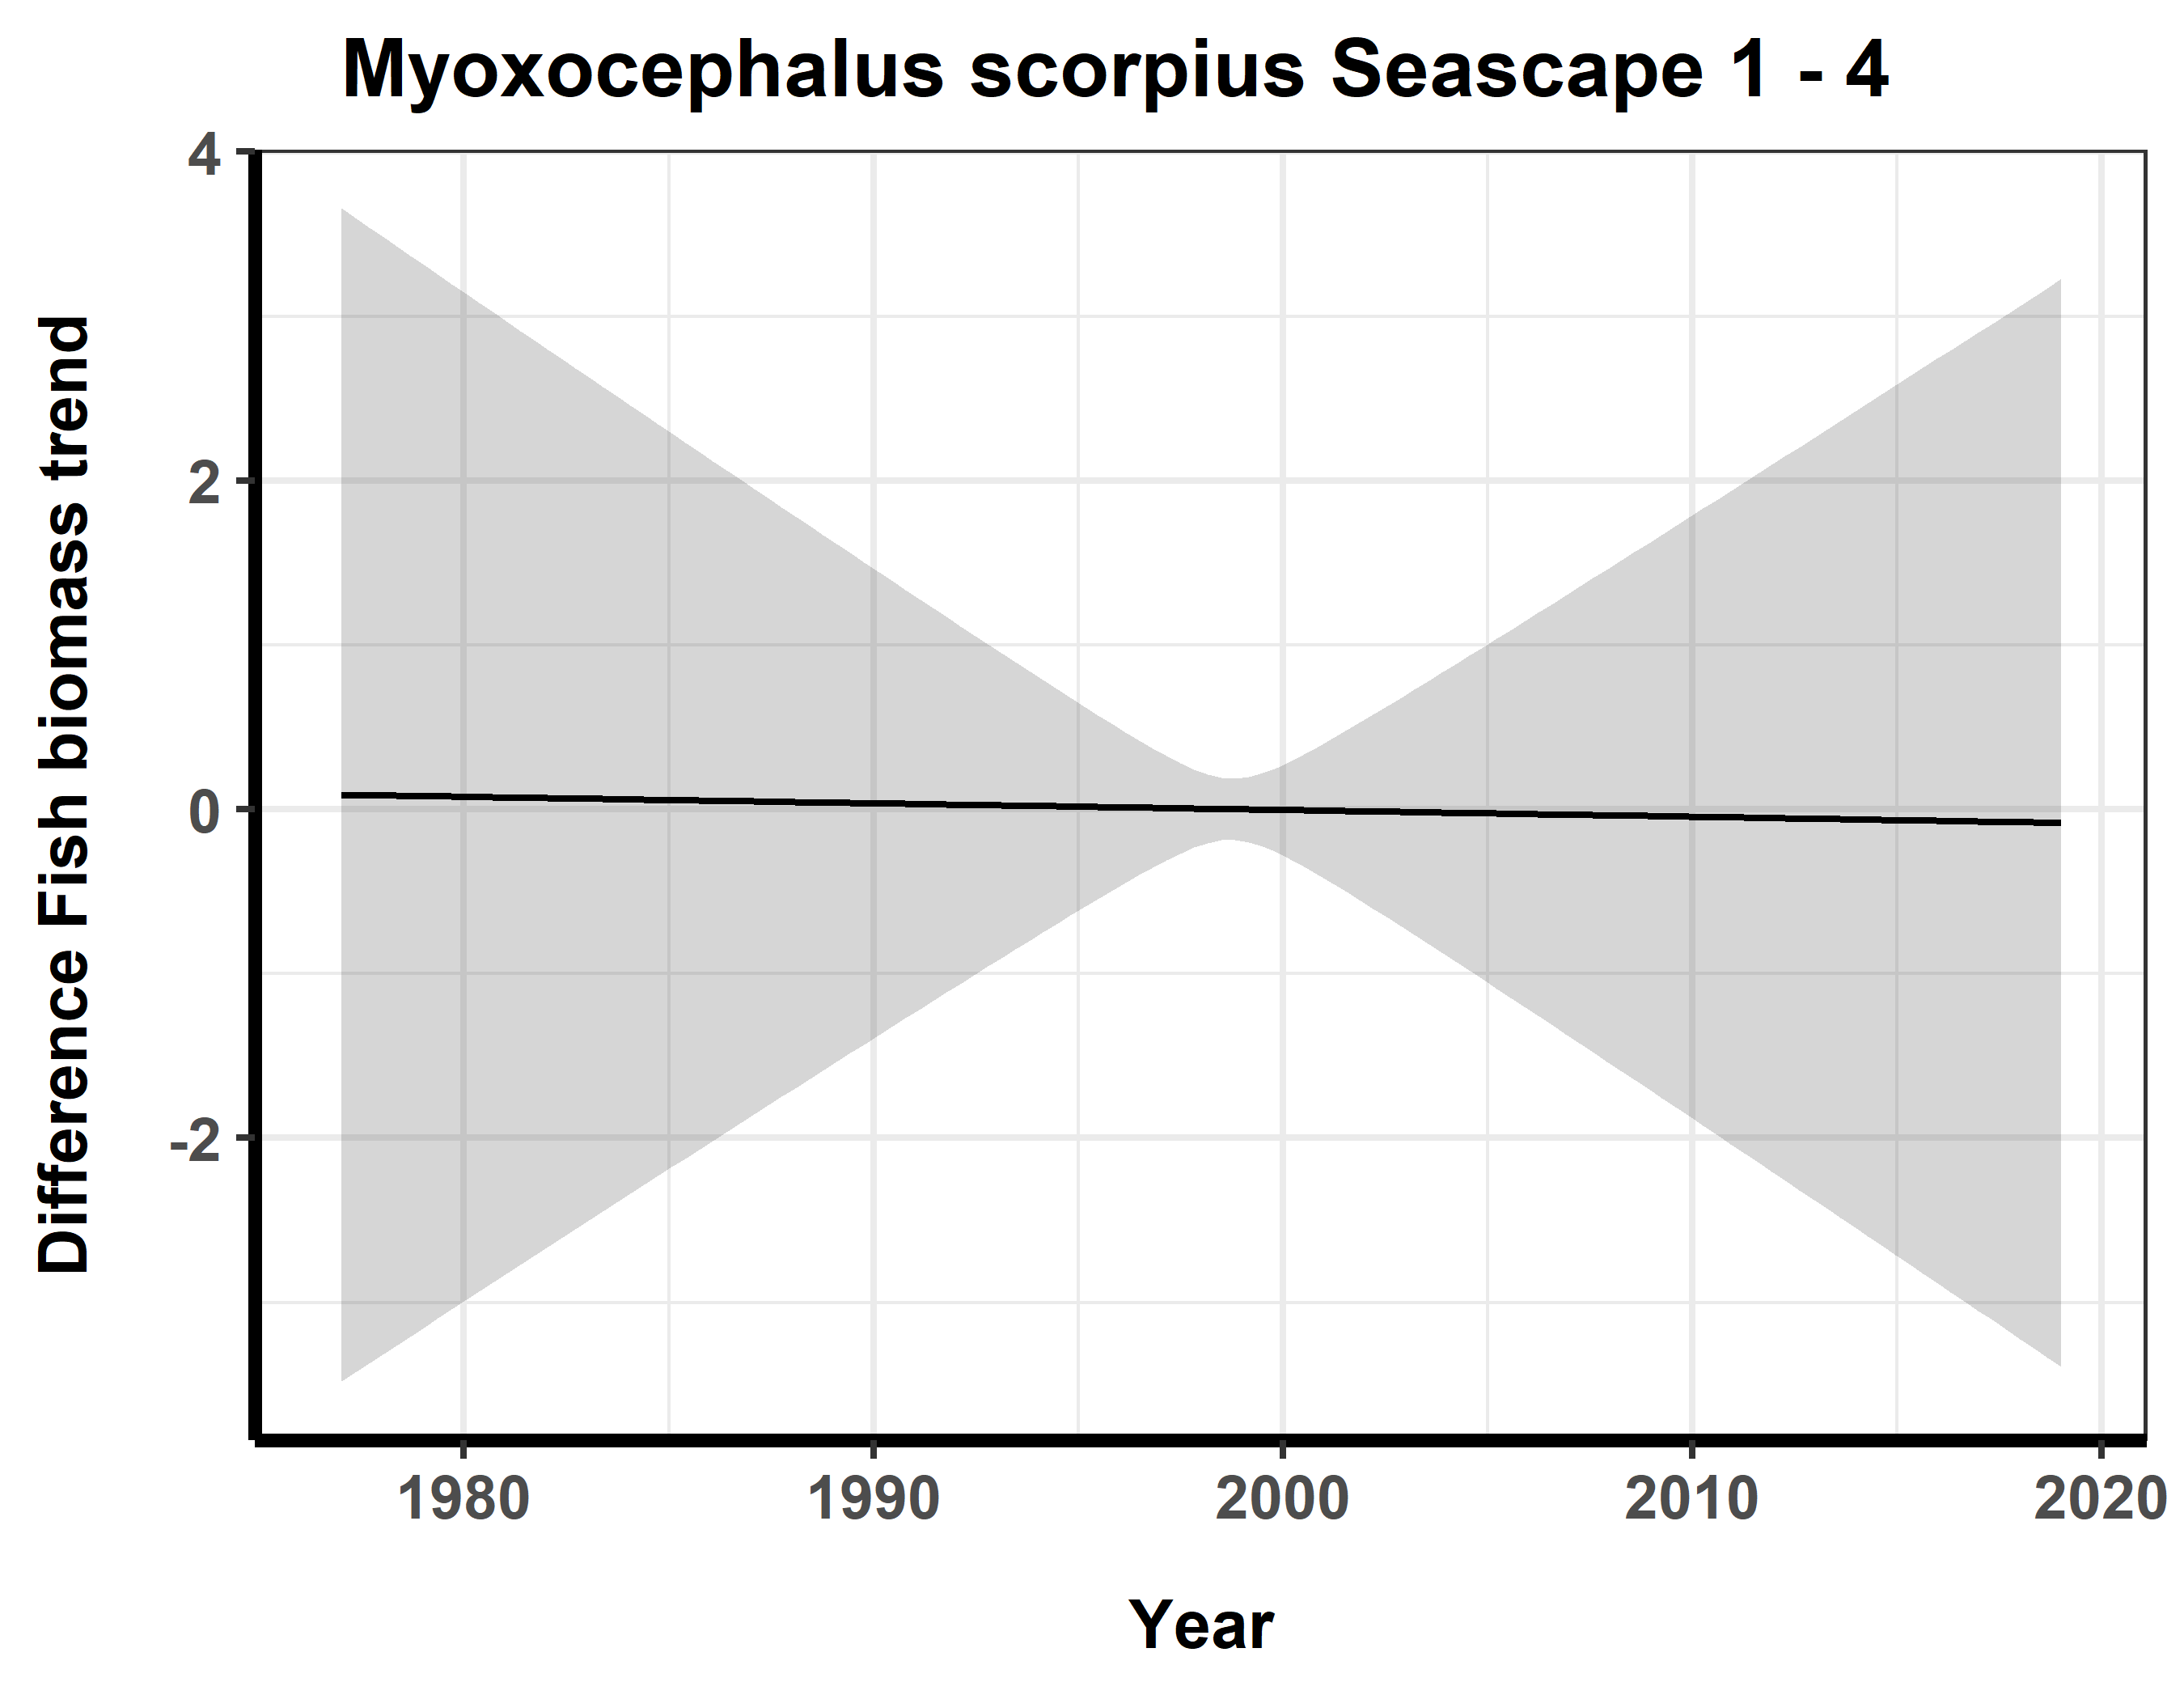 Myoxocephalus scorpius Seascape 1 - 4
Difference Fish biomass trend
4
2
0
-2
1980 1990 2000 2010 2020
Year